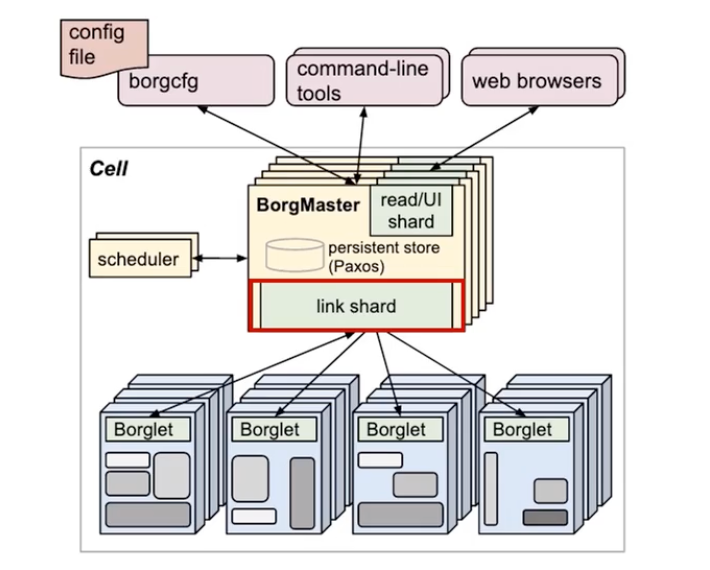 config
file
borgcfg
command-line
tools
web browsers
Cell
BorgMaster
read/UI
shard
persistent store
(Paxos)
scheduler
link shard
Borglet
Borglet
Borglet
Borglet